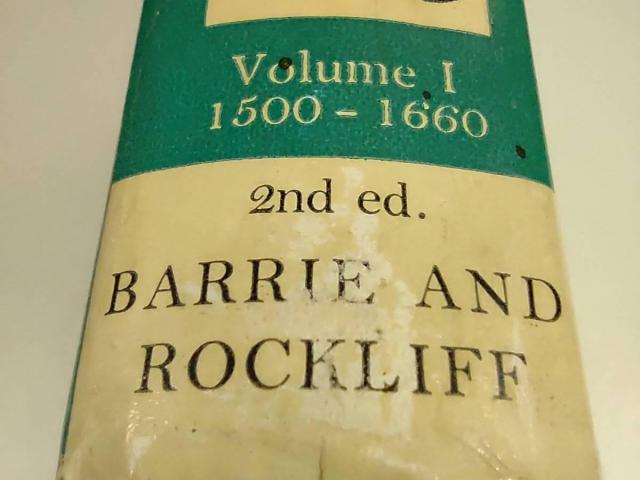 Volume I
1500 - 1660
2nd ed.
BARRIE AND
ROCKLIFF